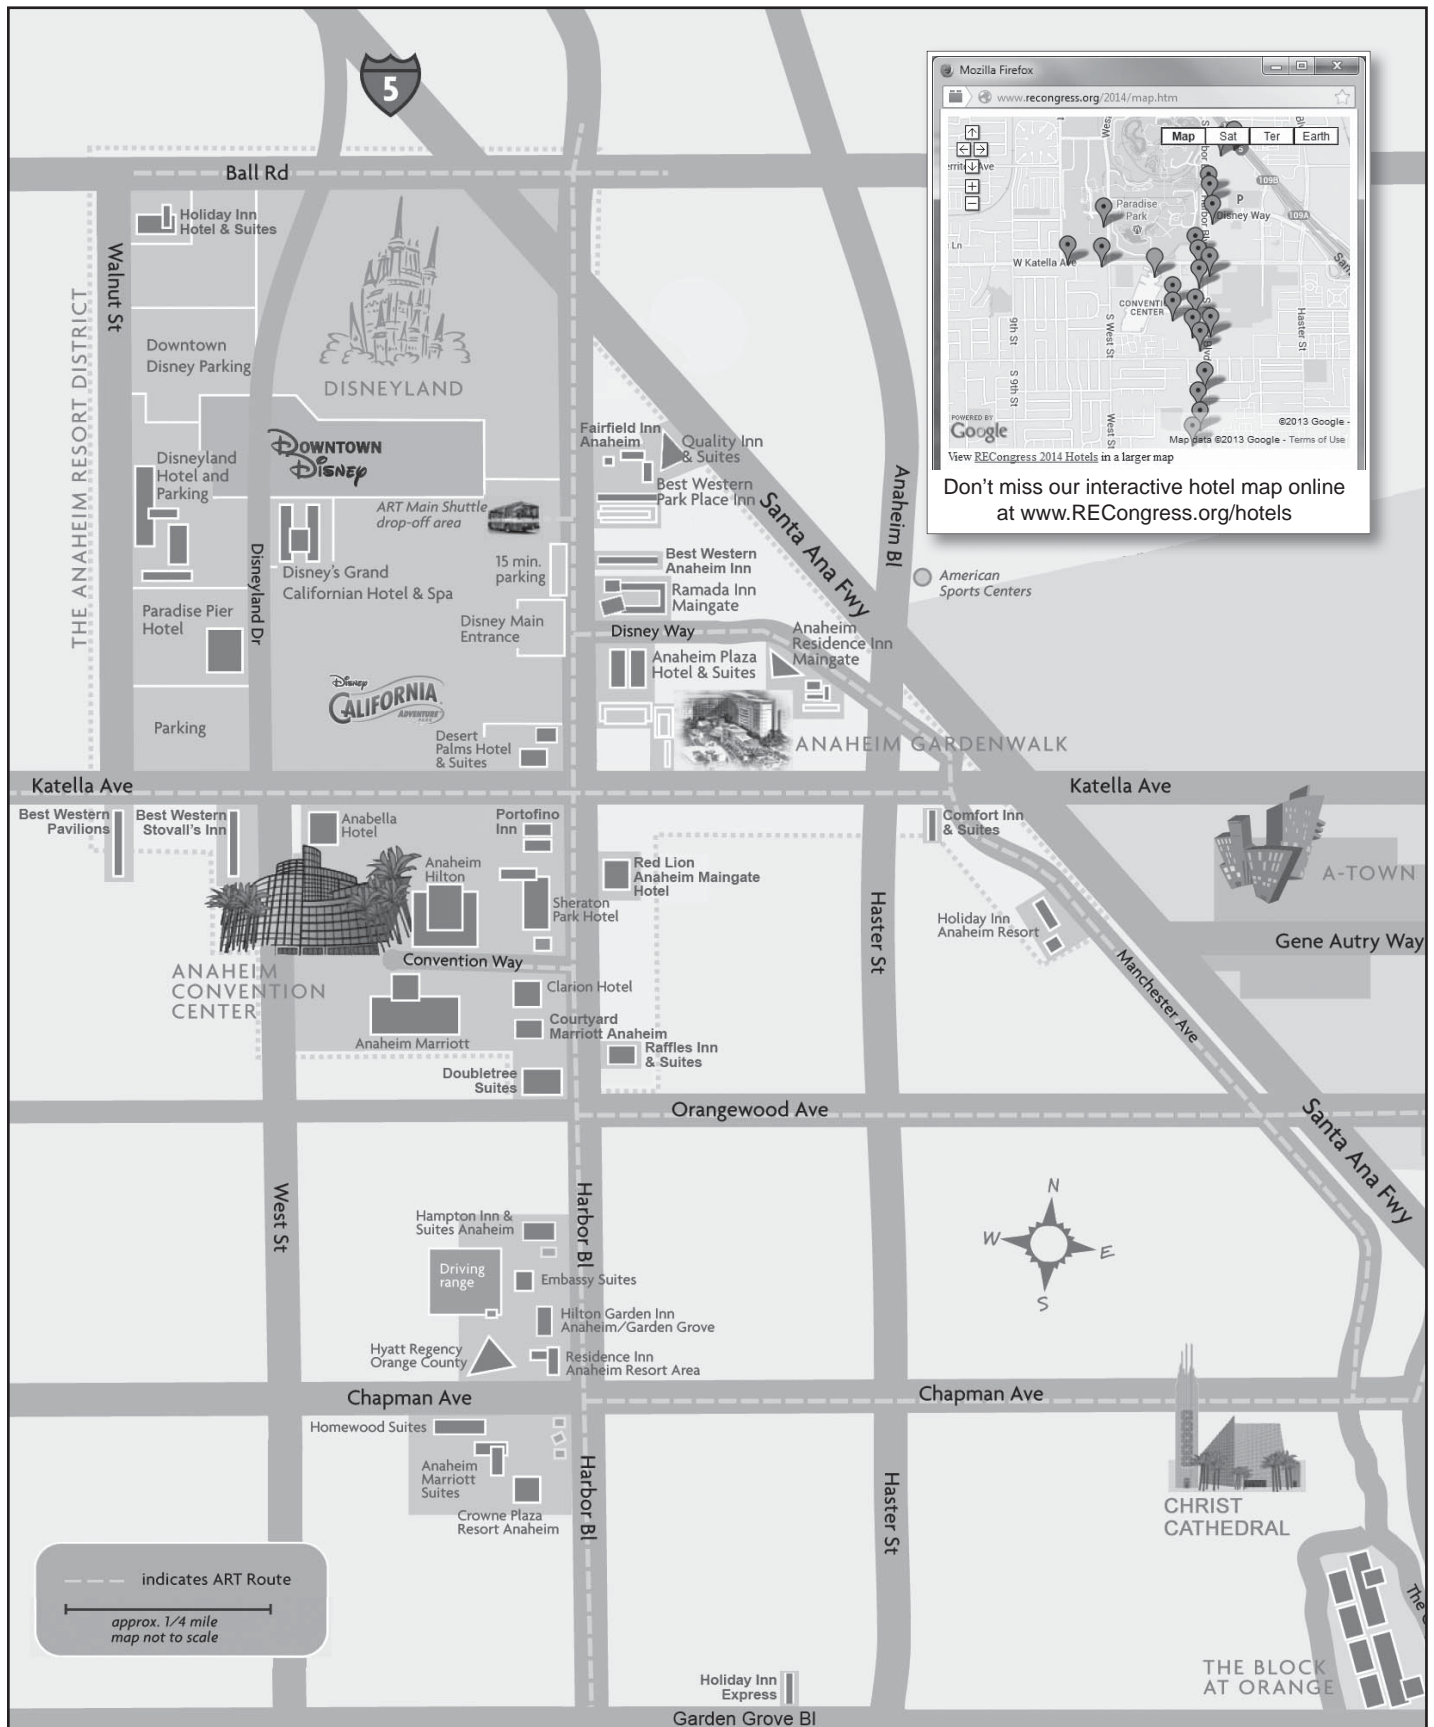 5
Ball Rd
Holiday Inn
Hotel & Suites
Walnut St
THE ANAHEIM RESORT DISTRICT
Downtown
Disney Parking
DISNEYLAND
DOWNTOWN
DISNEY
Disneyland
Hotel and
Parking
ART Main Shuttle
drop-off area
Disneyland Dr
Disney's Grand
Californian Hotel & Spa
15 min.
parking
Paradise Pier
Hotel
Disney Main
Entrance
Disney
CALIFORNIA
ADVENTURE
Parking
Desert
Palms Hotel
& Suites
Fairfield Inn
Anaheim
Quality Inn
& Suites
Best Western
Park Place Inn
Santa Ana Fwy
Anaheim Bl
Best Western
Anaheim Inn
Ramada Inn
Maingate
American
Sports Centers
Disney Way
Anaheim
Residence Inn
Maingate
Anaheim Plaza
Hotel & Suites
ANAHEIM GARDENWALK
Mozilla Firefox
X
www.recongress.org/2014/map.htm
Map
Sat
Ter
Earth
Paradise
Park
P
Disney Way
109B
109A
W Katella Ave
CONVENTI
CENTER
9th St
S West St
Haster St
S 9th St
West St
Blvd
POWERED BY
Google
©2013 Google -
Map data ©2013 Google - Terms of Use
View RECongress 2014 Hotels in a larger map
Don't miss our interactive hotel map online
at www.RECongress.org/hotels
Katella Ave
Katella Ave
Best Western
Pavilions
Best Western
Stovall's Inn
Anabella
Hotel
Portofino
Inn
Comfort Inn
& Suites
Anaheim
Hilton
Red Lion
Anaheim Maingate
Hotel
A-TOWN
Sheraton
Park Hotel
Haster St
Holiday Inn
Anaheim Resort
Gene Autry Way
Convention Way
ANAHEIM
CONVENTION
CENTER
Manchester Ave
Clarion Hotel
Courtyard
Marriott Anaheim
Anaheim Marriott
Raffles Inn
& Suites
Doubletree
Suites
Orangewood Ave
Santa Ana Fwy
West St
Harbor Bl
N
W
E
S
Hampton Inn &
Suites Anaheim
Driving
range
Embassy Suites
Hilton Garden Inn
Anaheim/Garden Grove
Hyatt Regency
Orange County
Residence Inn
Anaheim Resort Area
Chapman Ave
Chapman Ave
Homewood Suites
Anaheim
Marriott
Suites
Harbor Bl
Haster St
Crowne Plaza
Resort Anaheim
CHRIST
CATHEDRAL
indicates ART Route
approx. 1/4 mile
map not to scale
The
THE BLOCK
AT ORANGE
Holiday Inn
Express
Garden Grove Bl